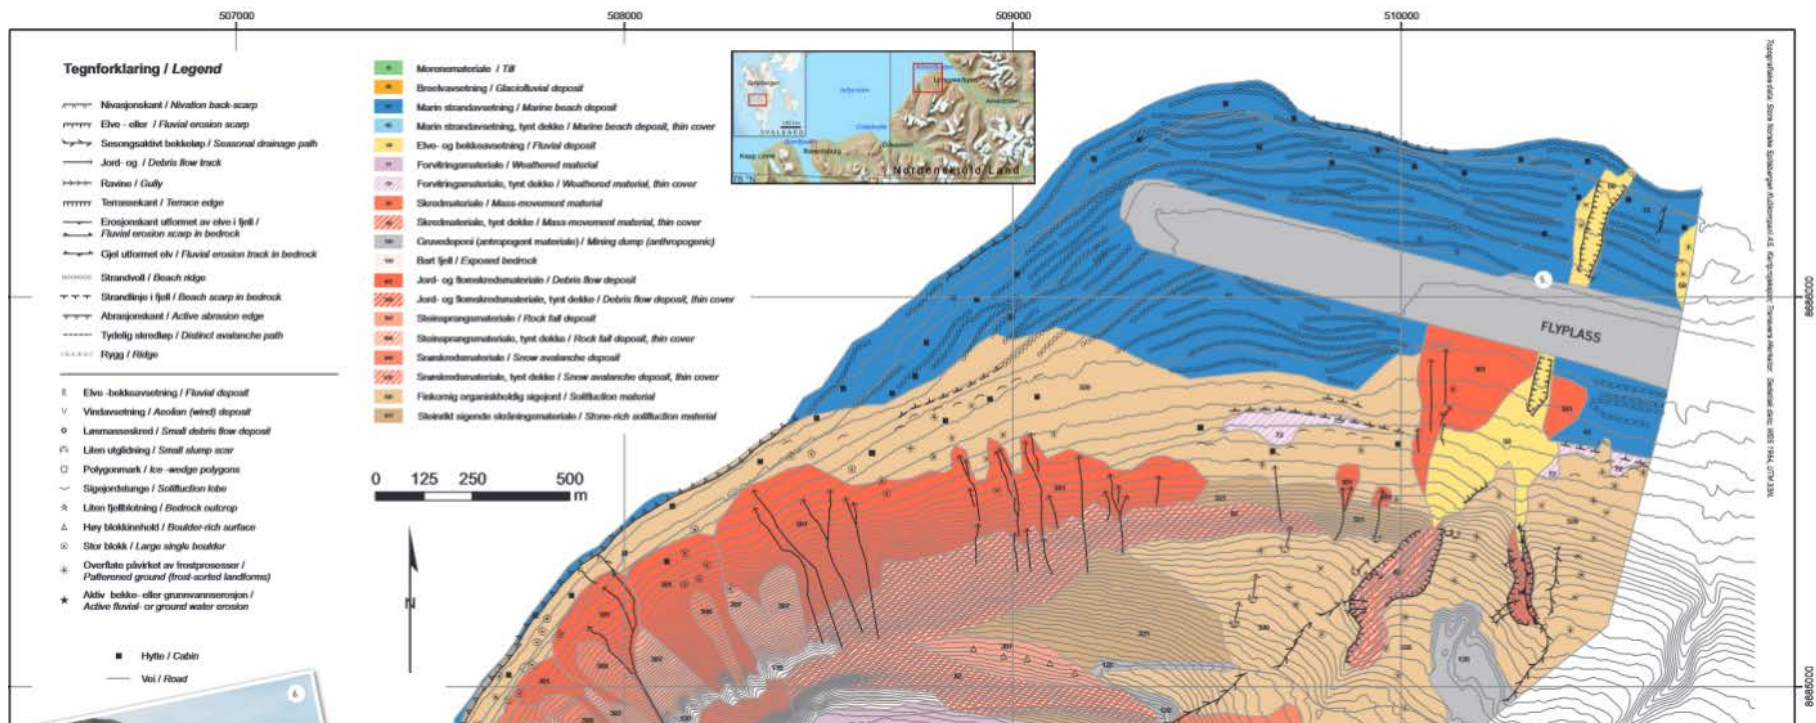 507000
508000
509000
510000
Tegnforklaring / Legend
Nivasjonskant / Nivation back-scarp
Elve - eller / Fluvial erosion scarp
Sesongsaktivt bekkeløp / Seasonal drainage path
Jord- og / Debris flow track
Ravine / Gully
Terrassekant / Terrace edge
Erosjonskant utformet av elve i fjell /
Fluvial erosion scarp in bedrock
Gjel utformet elv / Fluvial erosion track in bedrock
Strandvoll / Beach ridge
Strandlinje i fjell / Beach scarp in bedrock
Abrasjonskant / Active abrasion edge
Tydelig skredløp / Distinct avalanche path
Rygg / Ridge
Elve -bekkeavsetning / Fluvial deposit
Vindavsetning / Aeolian (wind) deposit
Løsmasseskred / Small debris flow deposit
Liten utglidning / Small slump scar
Polygonmark / Ice -wedge polygons
Sigejordstunge / Solifluction lobe
Liten fjellblotning / Bedrock outcrop
Høy blokkinnhold / Boulder-rich surface
Stor blokk / Large single boulder
Overflate påvirket av frostprosesser /
Patterened ground (frost-sorted landforms)
Aktiv bekke- eller grunnvannserosjon /
Active fluvial- or ground water erosion
Hytte / Cabin
Vei / Road
6
Morenemateriale / Till
Breelvavsetning / Glaciofluvial deposit
Marin strandavsetning / Marine beach deposit
Marin strandavsetning, tynt dekke / Marine beach deposit, thin cover
Elve- og bekkeavsetning / Fluvial deposit
Forvitringsmateriale / Weathered material
Forvitringsmateriale, tynt dekke / Weathered material, thin cover
Skredmateriale / Mass-movement material
Skredmateriale, tynt dekke / Mass-movement material, thin cover
Gruvedeponi (antropogent materiale) / Mining dump (anthropogenic)
Bart fjell / Exposed bedrock
Jord- og flomskredsmateriale / Debris flow deposit
Jord- og flomskredsmateriale, tynt dekke / Debris flow deposit, thin cover
Steinsprangsmateriale / Rock fall deposit
Steinsprangsmateriale, tynt dekke / Rock fall deposit, thin cover
Snøskredsmateriale / Snow avalanche deposit
Snøskredsmateriale, tynt dekke / Snow avalanche deposit, thin cover
Finkornig organiskholdig sigejord / Solifluction material
Steinrikt sigende skråningsmateriale / Stone-rich solifluction material
0 125 250 500
m
N
SVALBARD
Kapp Linné
Barentsburg
Nordenskiöld Land
FLYPLASS
5
8686000
8685000